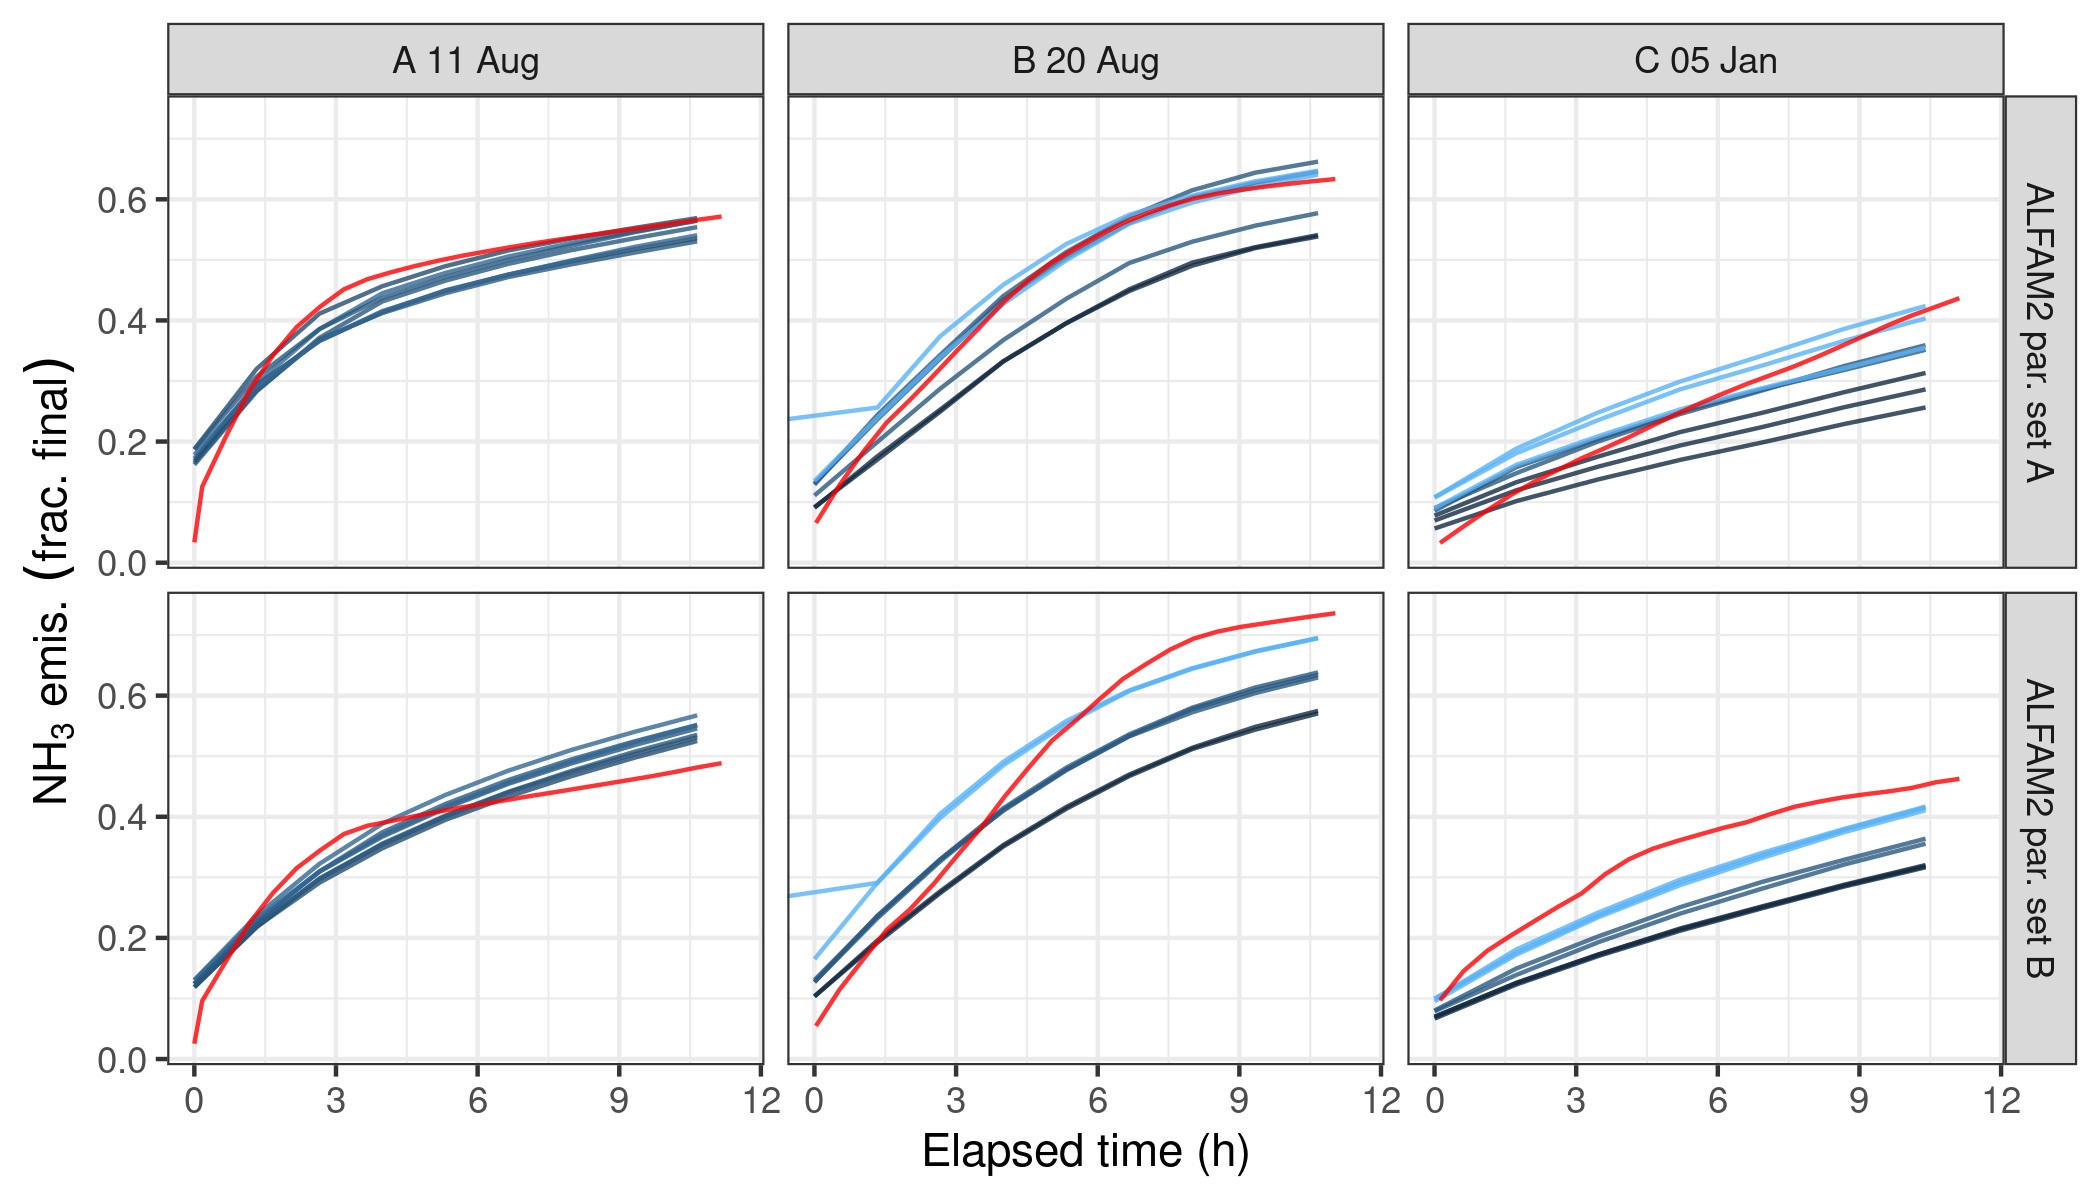 A 11 Aug
B 20 Aug
C 05 Jan
ALFAM2 par. set A
ALFAM2 par. set B
NH₃ emis. (frac. final)
0.6
0.4
0.2
0.0
0.6
0.4
0.2
0.0
0 3 6 9 12
0 3 6 9 12
0 3 6 9 12
Elapsed time (h)